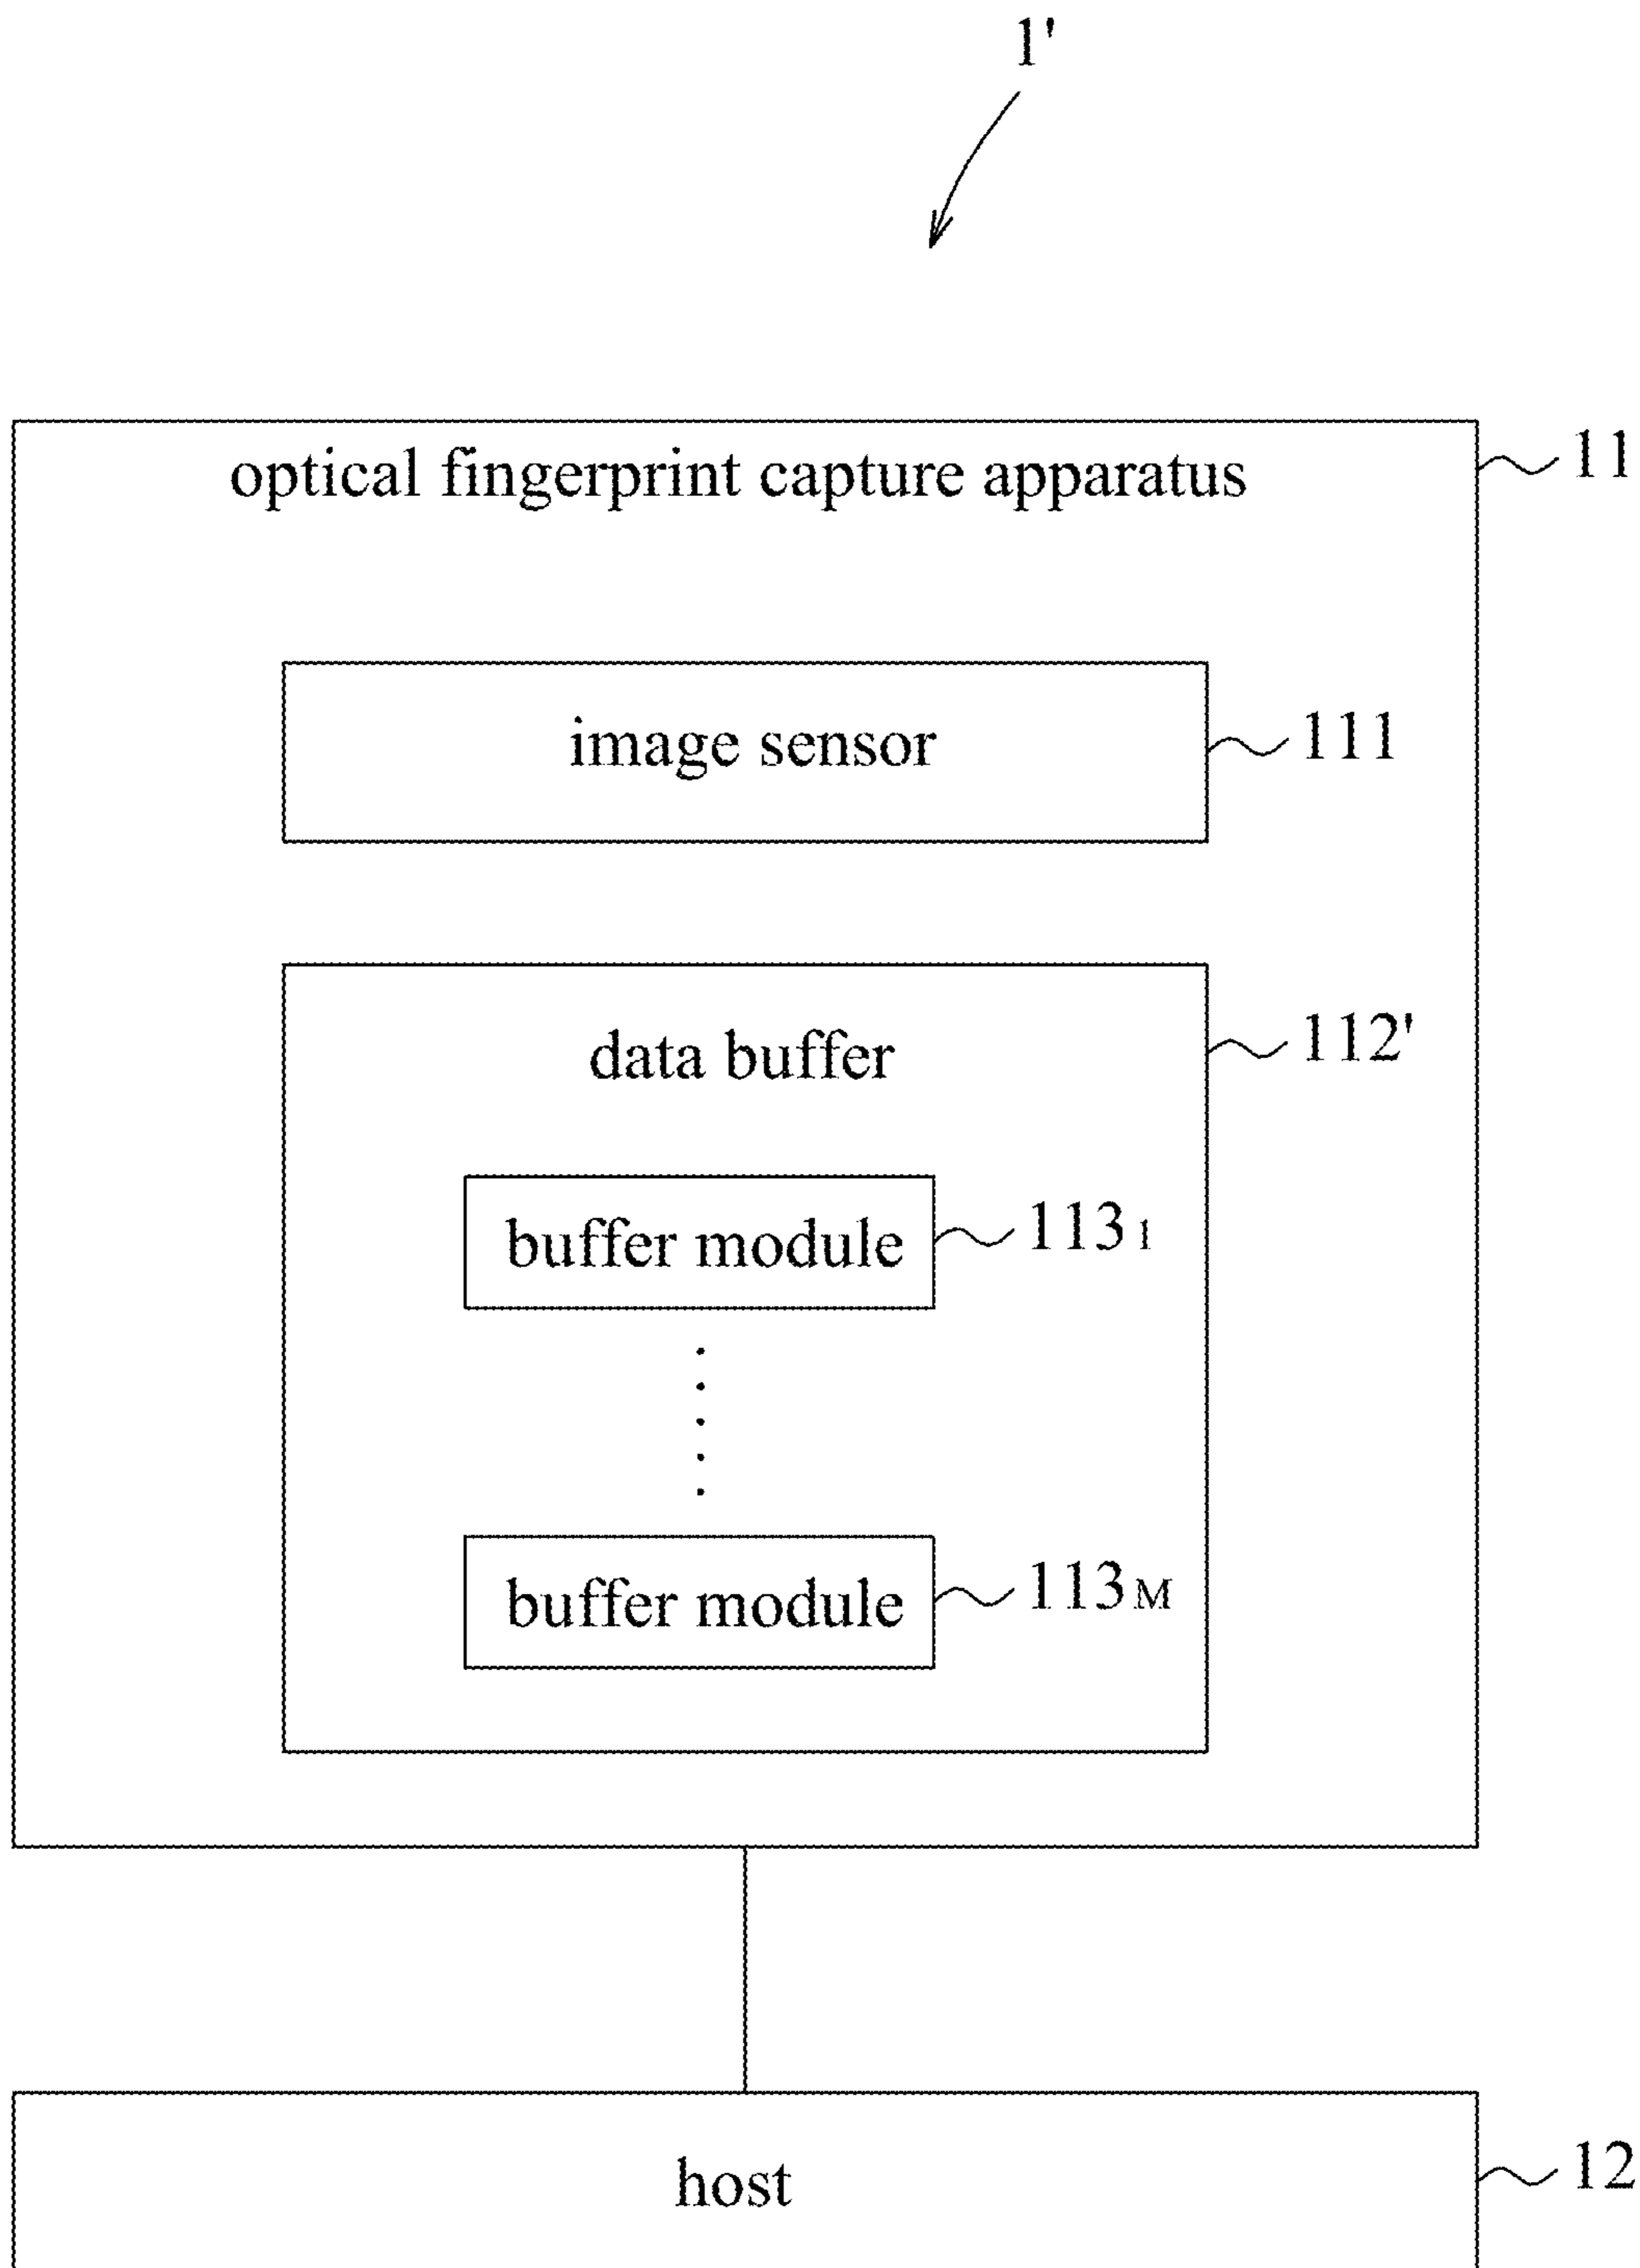 1'
optical fingerprint capture apparatus
11
image sensor
111
data buffer
112'
buffer module
113₁
buffer module
113M
host
12